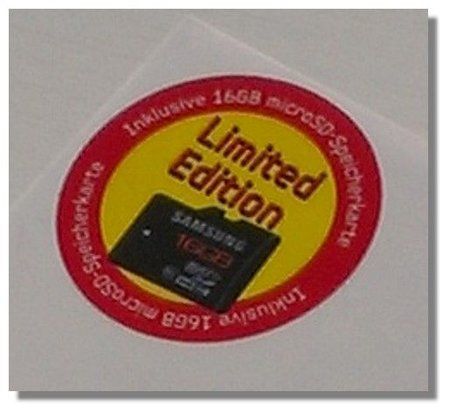 Inklusive 16GB microSD-Speicherkarte
Limited
Edition
SAMSUNG
16GB
Inklusive 16GB microSD-Speicherkarte